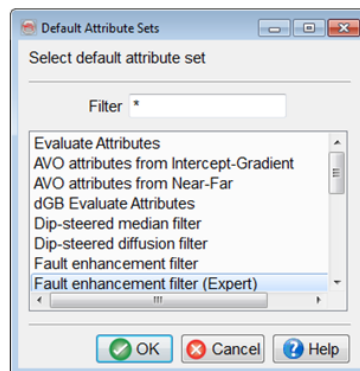 Default Attribute Sets
Select default attribute set
Filter *
Evaluate Attributes
AVO attributes from Intercept-Gradient
AVO attributes from Near-Far
dGB Evaluate Attributes
Dip-steered median filter
Dip-steered diffusion filter
Fault enhancement filter
Fault enhancement filter (Expert)
OK Cancel Help